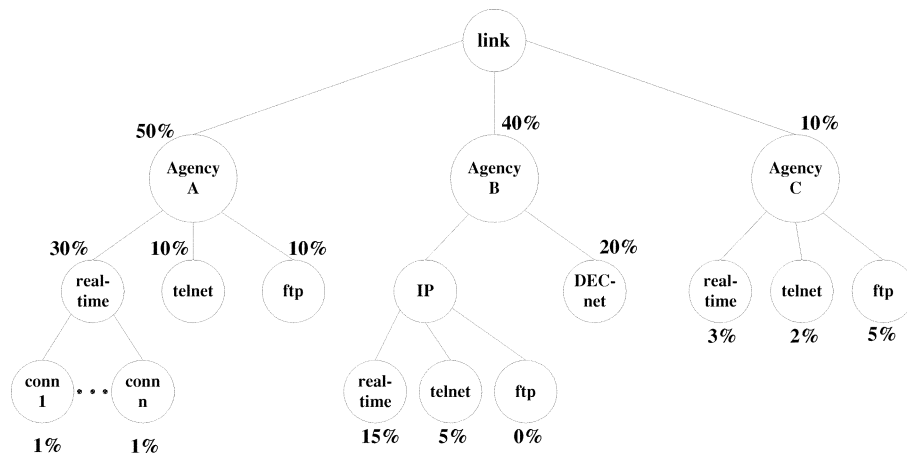 link
50%
40%
10%
Agency
A
Agency
B
Agency
C
30%
10%
10%
20%
real-
time
telnet
ftp
IP
DEC-
net
real-
time
telnet
ftp
3%
2%
5%
conn
1
conn
n
real-
time
telnet
ftp
1%
1%
15%
5%
0%